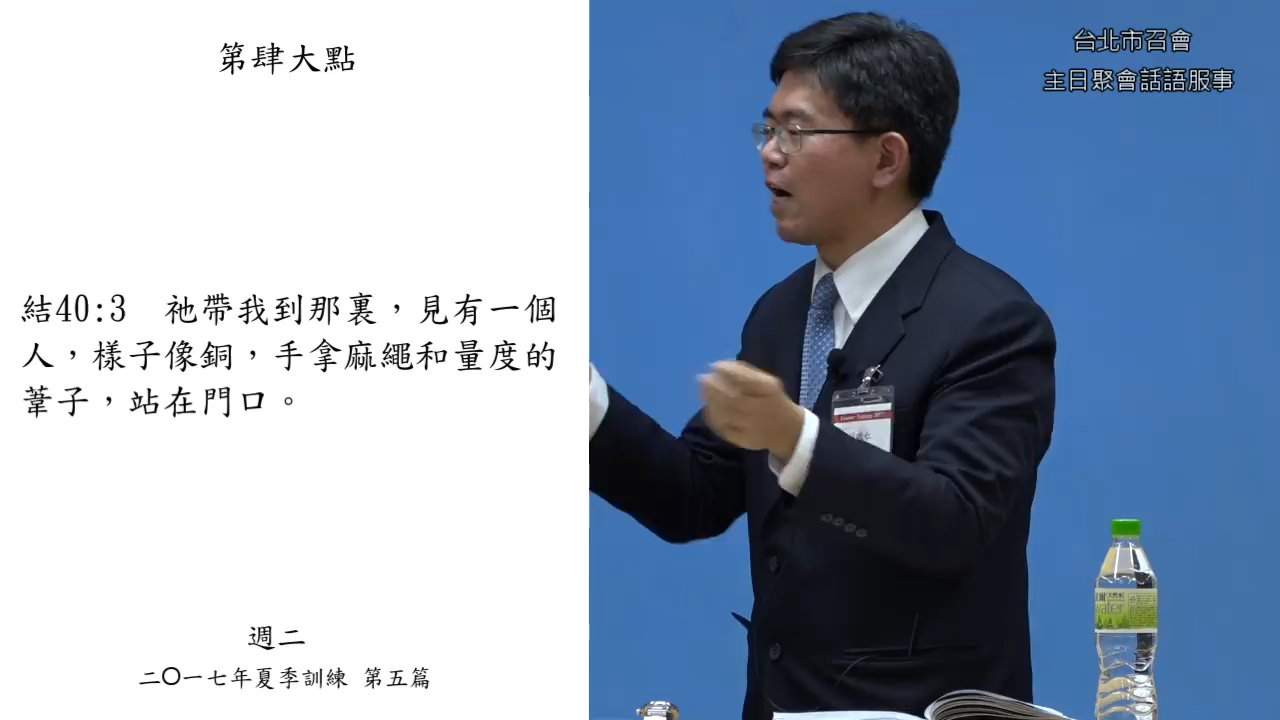 第肆大點
結40:3 祂帶我到那裏，見有一個
人，樣子像銅，手拿麻繩和量度的
葦子，站在門口。
週二
二〇一七年夏季訓練 第五篇
台北市召會
主日聚會話語服事
water